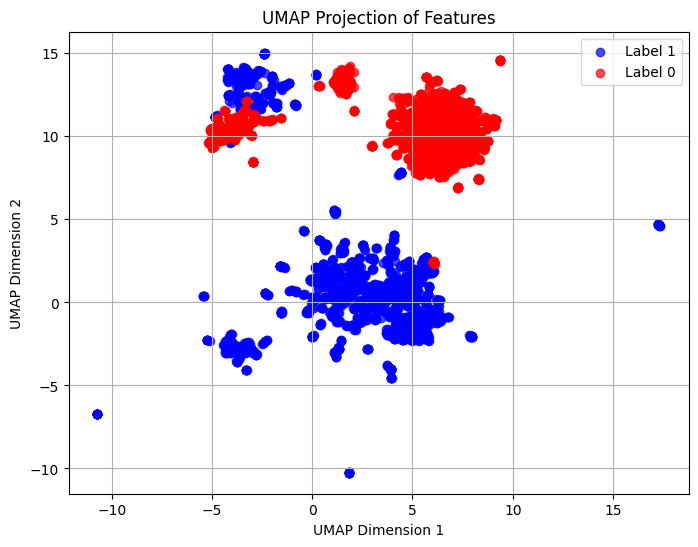 UMAP Projection of Features
Label 1
Label 0
UMAP Dimension 2
15
10
5
0
−5
−10
−10
−5
0
5
10
15
UMAP Dimension 1